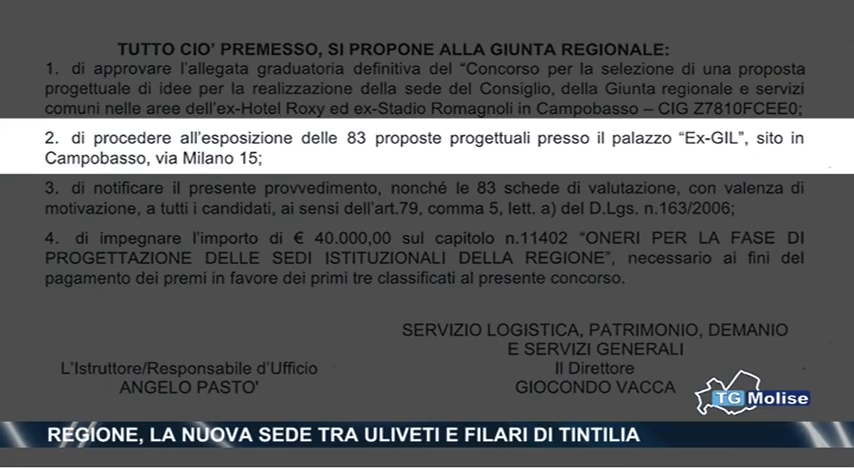 TUTTO CIO' PREMESSO, SI PROPONE ALLA GIUNTA REGIONALE:
1. di approvare l'allegata graduatoria definitiva del “Concorso per la selezione di una proposta
progettuale di idee per la realizzazione della sede del Consiglio, della Giunta regionale e servizi
comuni nelle aree dell'ex-Hotel Roxy ed ex-Stadio Romagnoli in Campobasso – CIG Z7810FCEE0;
2. di procedere all'esposizione delle 83 proposte progettuali presso il palazzo “Ex-GIL”, sito in
Campobasso, via Milano 15;
3. di notificare il presente provvedimento, nonché le 83 schede di valutazione, con valenza di
motivazione, a tutti i candidati, ai sensi dell'art.79, comma 5, lett. a) del D.Lgs. n.163/2006;
4. di impegnare l'importo di € 40.000,00 sul capitolo n.11402 “ONERI PER LA FASE DI
PROGETTAZIONE DELLE SEDI ISTITUZIONALI DELLA REGIONE”, necessario ai fini del
pagamento dei premi in favore dei primi tre classificati al presente concorso.
SERVIZIO LOGISTICA, PATRIMONIO, DEMANIO
E SERVIZI GENERALI
L'Istruttore/Responsabile d'Ufficio
Il Direttore
ANGELO PASTO'
GIOCONDO VACCA
TG Molise
REGIONE, LA NUOVA SEDE TRA ULIVETI E FILARI DI TINTILIA